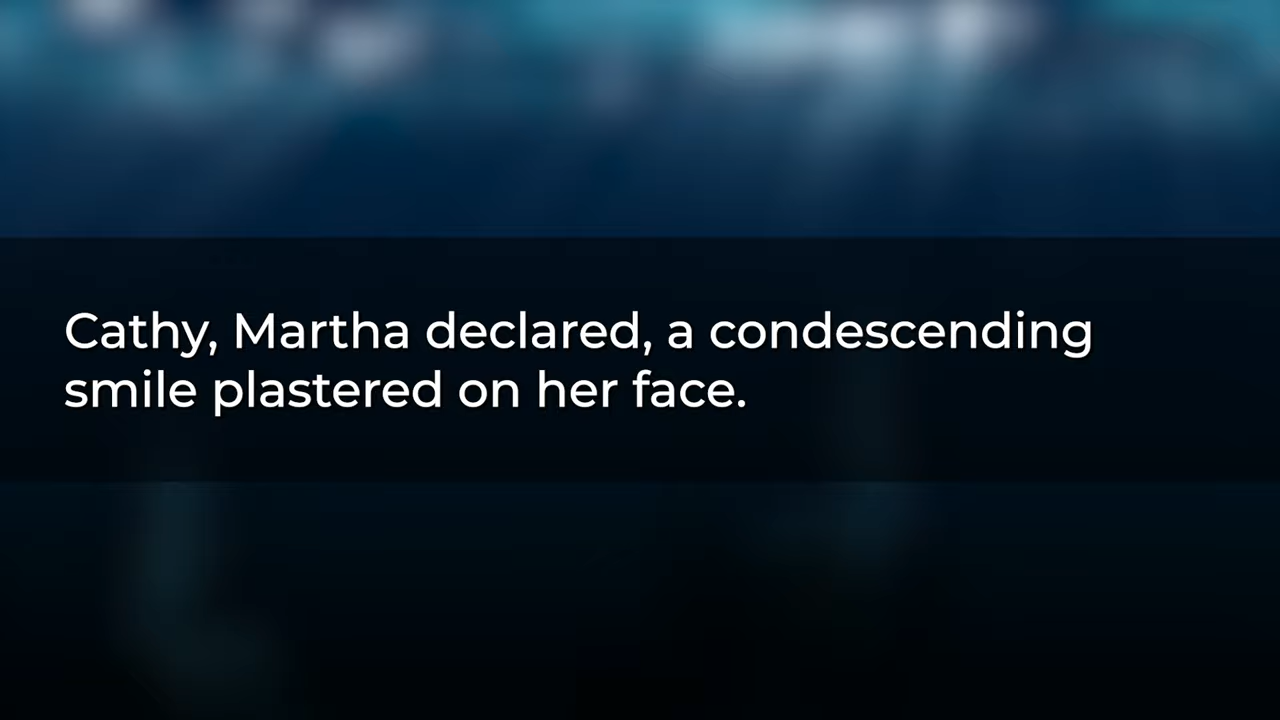 Cathy, Martha declared, a condescending
smile plastered on her face.